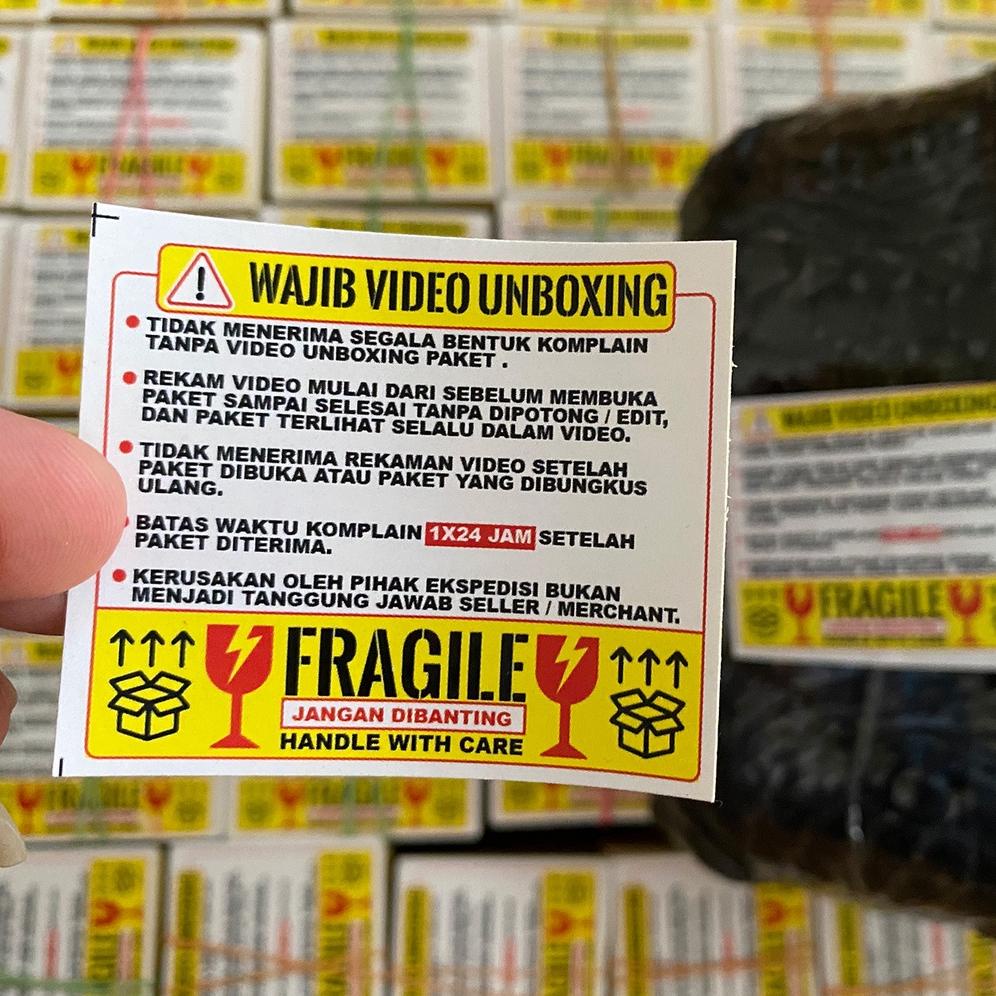 WAJIB VIDEO UNBOXING
TIDAK MENERIMA SEGALA BENTUK KOMPLAIN
TANPA VIDEO UNBOXING PAKET .
REKAM VIDEO MULAI DARI SEBELUM MEMBUKA
PAKET SAMPAI SELESAI TANPA DIPOTONG / EDIT,
DAN PAKET TERLIHAT SELALU DALAM VIDEO.
TIDAK MENERIMA REKAMAN VIDEO SETELAH
PAKET DIBUKA ATAU PAKET YANG DIBUNGKUS
ULANG.
BATAS WAKTU KOMPLAIN 1X24 JAM SETELAH
PAKET DITERIMA.
KERUSAKAN OLEH PIHAK EKSPEDISI BUKAN
MENJADI TANGGUNG JAWAB SELLER / MERCHANT.
FRAGILE
JANGAN DIBANTING
HANDLE WITH CARE
WAJIB VIDEO UNBOXING
FRAGILE